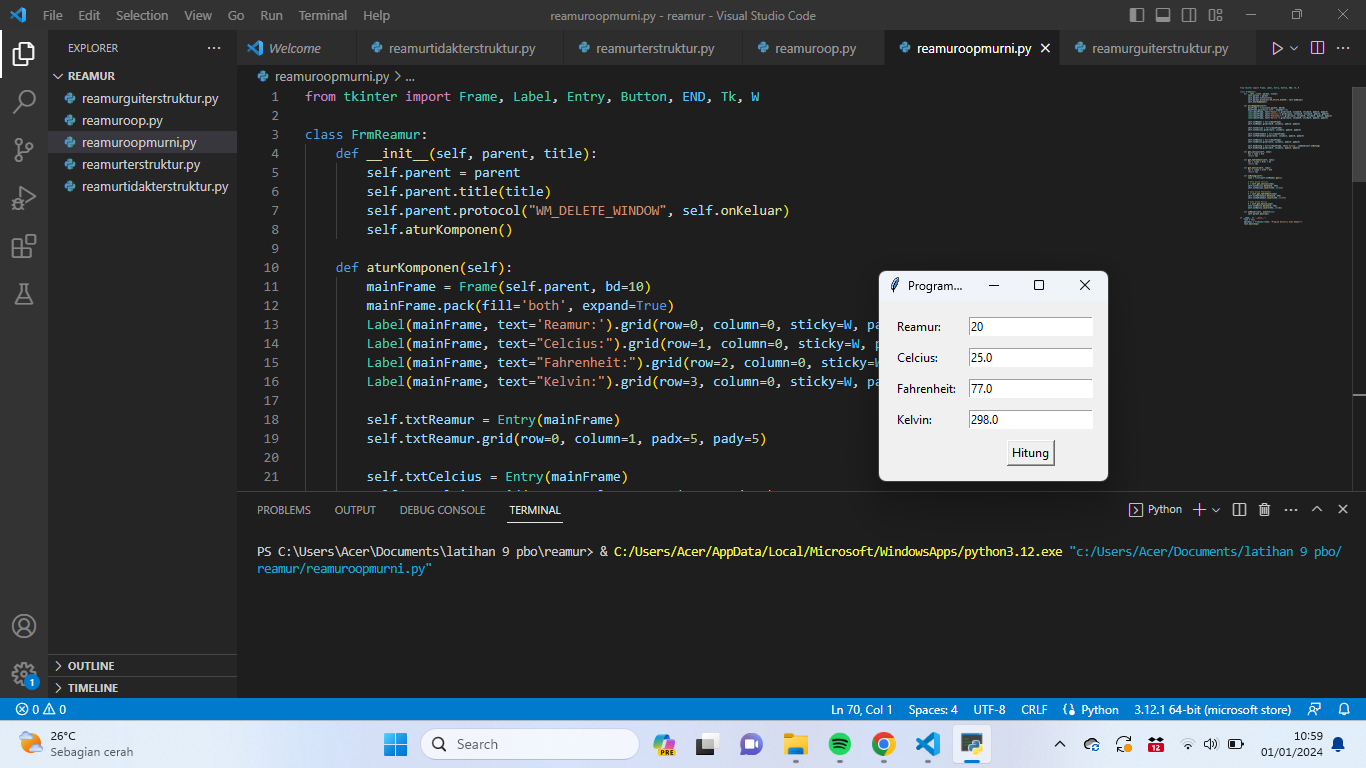 File Edit Selection View Go Run Terminal Help reamuroopmurni.py - reamur - Visual Studio Code
EXPLORER
REAMUR
reamurguiterstruktur.py
reamuroop.py
reamuroopmurni.py
reamurterstruktur.py
reamurtidakterstruktur.py
OUTLINE
TIMELINE
Welcome reamurtidakterstruktur.py reamurterstruktur.py reamuroop.py reamuroopmurni.py reamurguiterstruktur.py
reamuroopmurni.py > ...
1 from tkinter import Frame, Label, Entry, Button, END, Tk, W
2
3 class FrmReamur:
4 def __init__(self, parent, title):
5 self.parent = parent
6 self.parent.title(title)
7 self.parent.protocol("WM_DELETE_WINDOW", self.onKeluar)
8 self.aturKomponen()
9
10 def aturKomponen(self):
11 mainFrame = Frame(self.parent, bd=10)
12 mainFrame.pack(fill='both', expand=True)
13 Label(mainFrame, text='Reamur:').grid(row=0, column=0, sticky=W, pa
14 Label(mainFrame, text="Celcius:").grid(row=1, column=0, sticky=W, p
15 Label(mainFrame, text="Fahrenheit:").grid(row=2, column=0, sticky=W
16 Label(mainFrame, text="Kelvin:").grid(row=3, column=0, sticky=W, pa
17
18 self.txtReamur = Entry(mainFrame)
19 self.txtReamur.grid(row=0, column=1, padx=5, pady=5)
20
21 self.txtCelcius = Entry(mainFrame)
Program...
Reamur: 20
Celcius: 25.0
Fahrenheit: 77.0
Kelvin: 298.0
Hitung
PROBLEMS OUTPUT DEBUG CONSOLE TERMINAL Python
PS C:\Users\Acer\Documents\latihan 9 pbo\reamur> & C:/Users/Acer/AppData/Local/Microsoft/WindowsApps/python3.12.exe "c:/Users/Acer/Documents/latihan 9 pbo/
reamur/reamuroopmurni.py"
1
0 0 Ln 70, Col 1 Spaces: 4 UTF-8 CRLF Python 3.12.1 64-bit (microsoft store)
26°C
Sebagian cerah
Search
PRE
12
10:59
01/01/2024